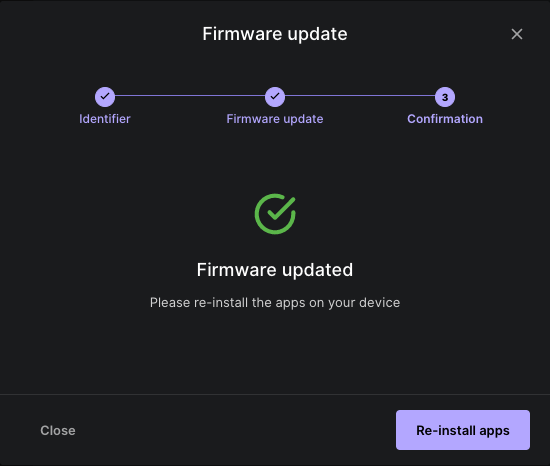 Firmware update
Identifier
Firmware update
3
Confirmation
Firmware updated
Please re-install the apps on your device
Close
Re-install apps